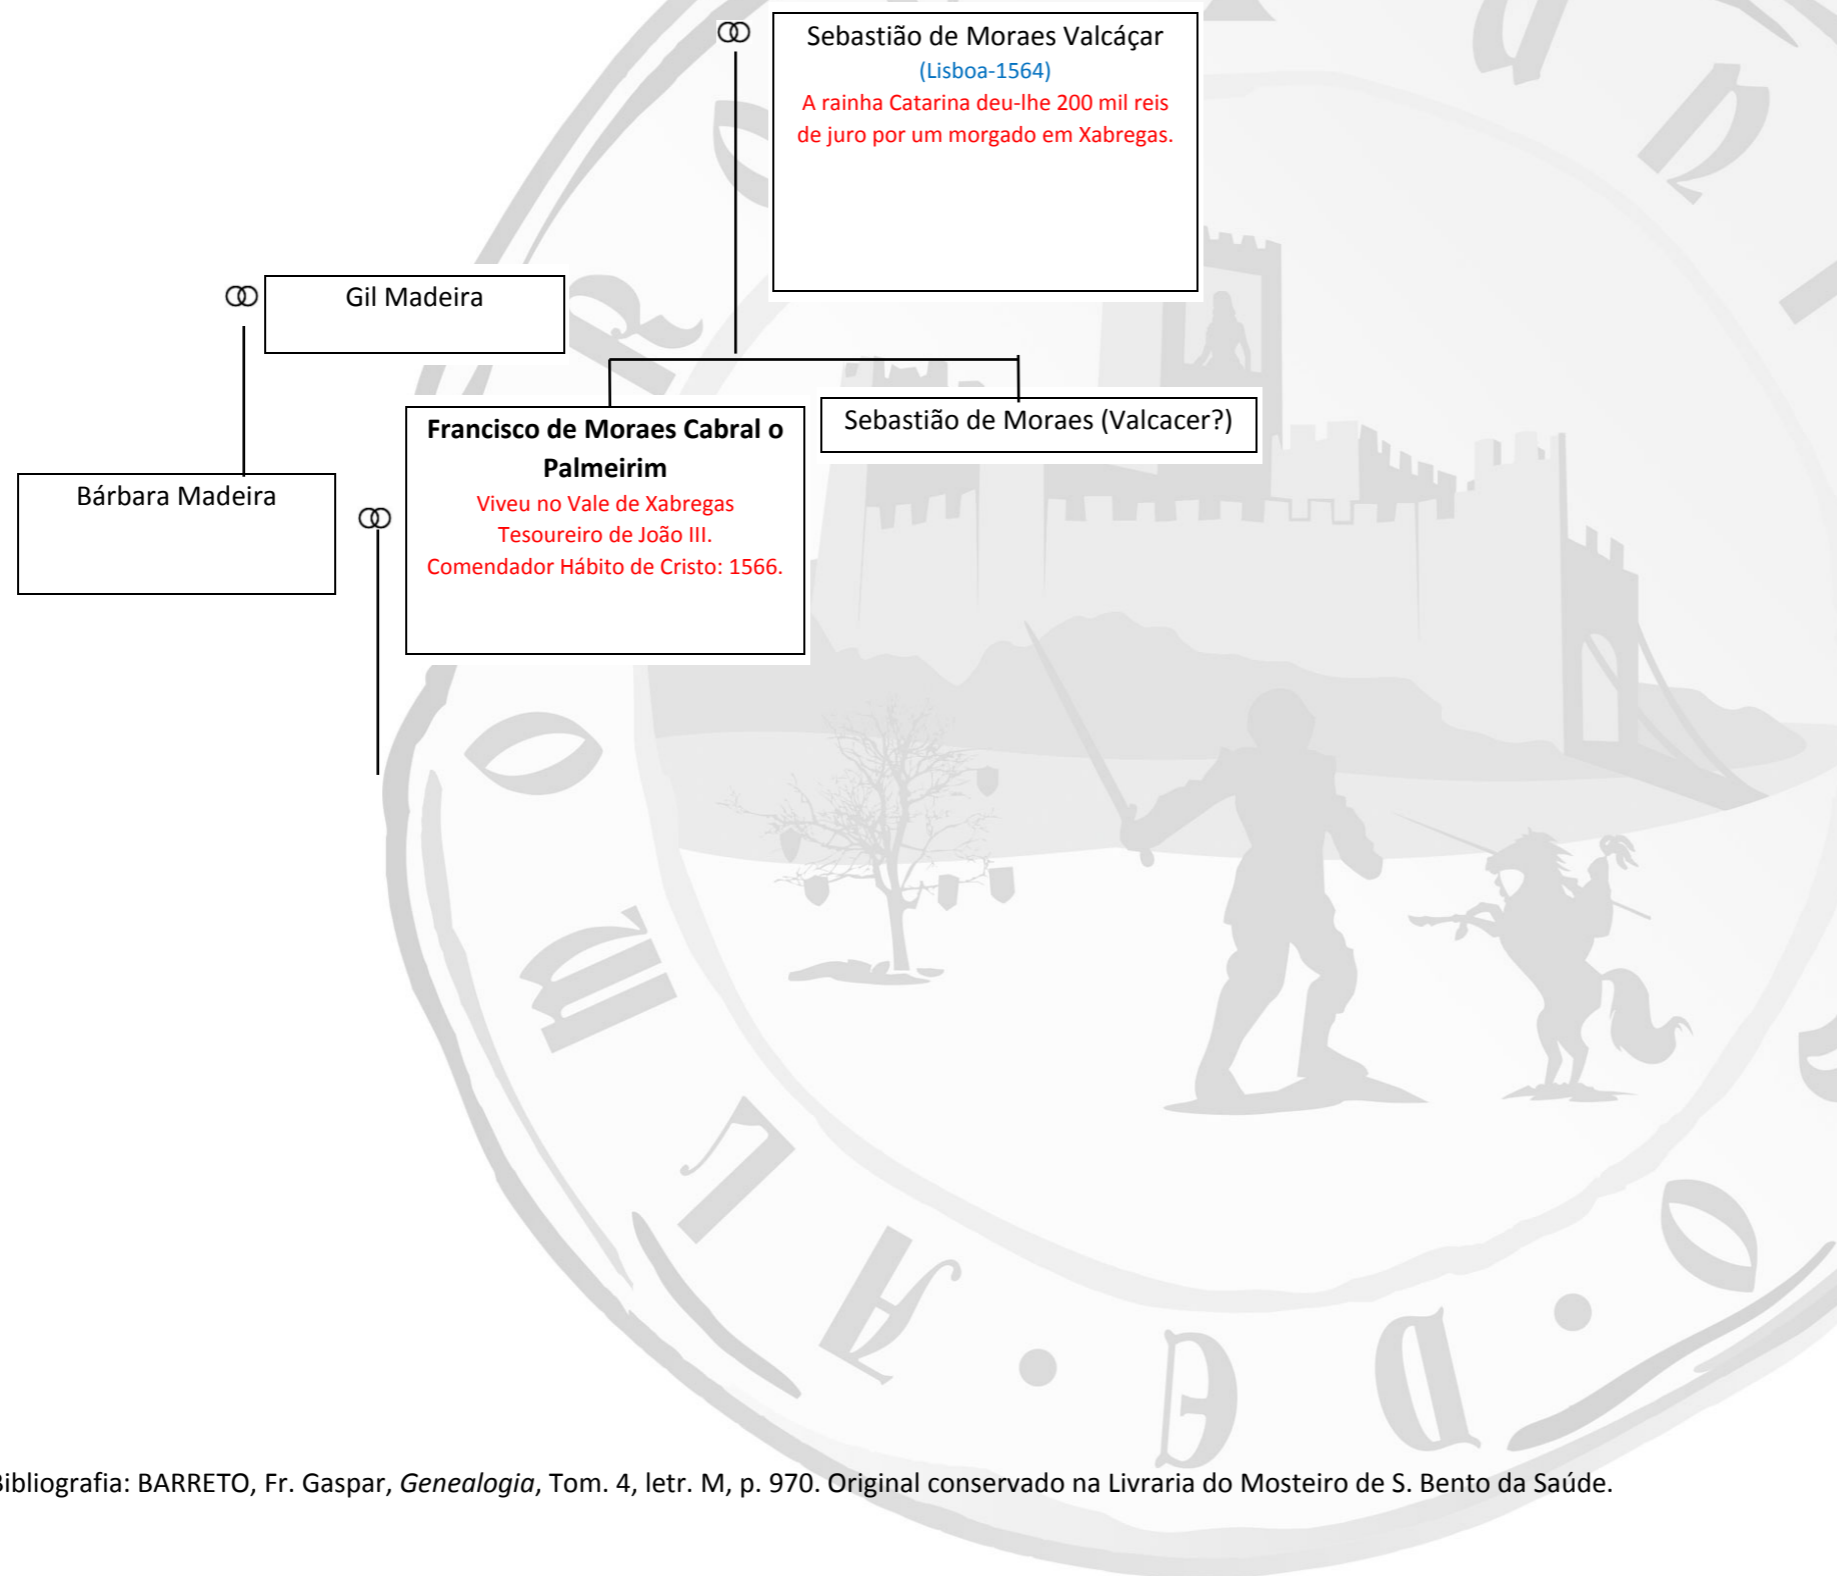 Sebastião de Moraes Valcáçar
(Lisboa-1564)
A rainha Catarina deu-lhe 200 mil reis
de juro por um morgado em Xabregas.
Gil Madeira
Francisco de Moraes Cabral o
Palmeirim
Viveu no Vale de Xabregas
Tesoureiro de João III.
Comendador Hábito de Cristo: 1566.
Sebastião de Moraes (Valcacer?)
Bárbara Madeira
Bibliografia: BARRETO, Fr. Gaspar, Genealogia, Tom. 4, letr. M, p. 970. Original conservado na Livraria do Mosteiro de S. Bento da Saúde.